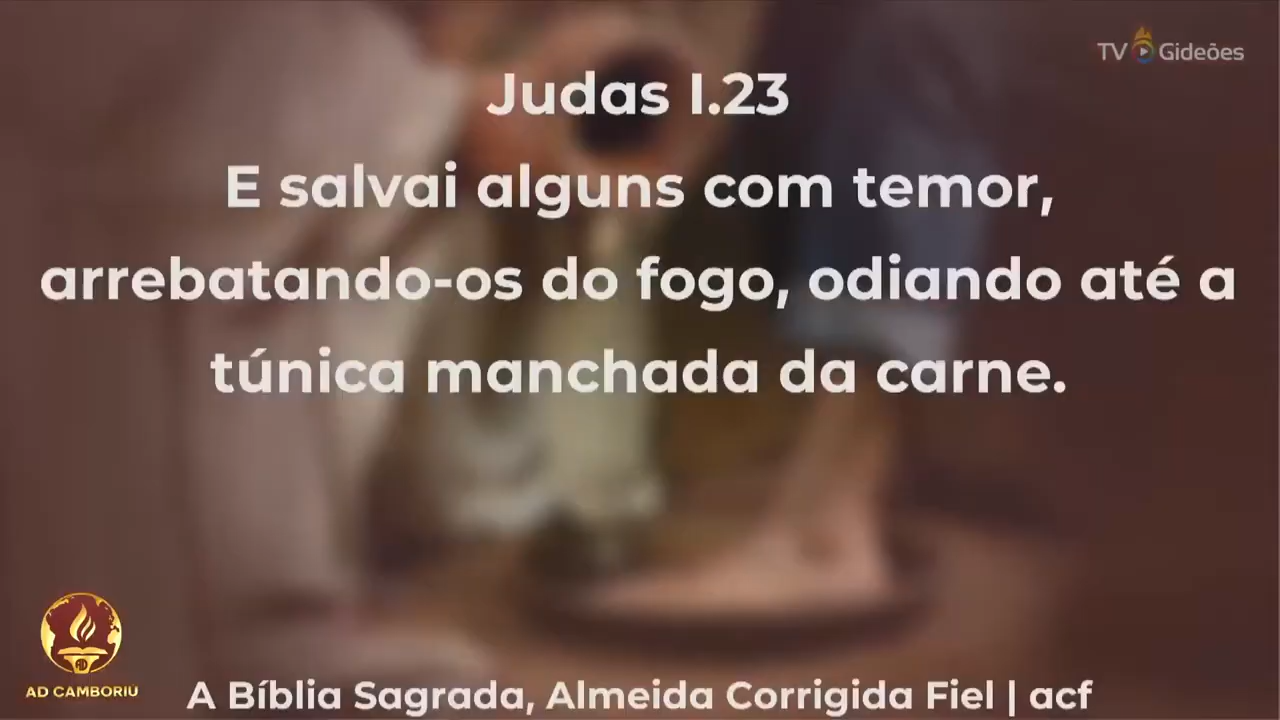 TV Gideões
Judas I.23
E salvai alguns com temor,
arrebatando-os do fogo, odiando até a
túnica manchada da carne.
AD CAMBORIÚ
A Bíblia Sagrada, Almeida Corrigida Fiel | acf